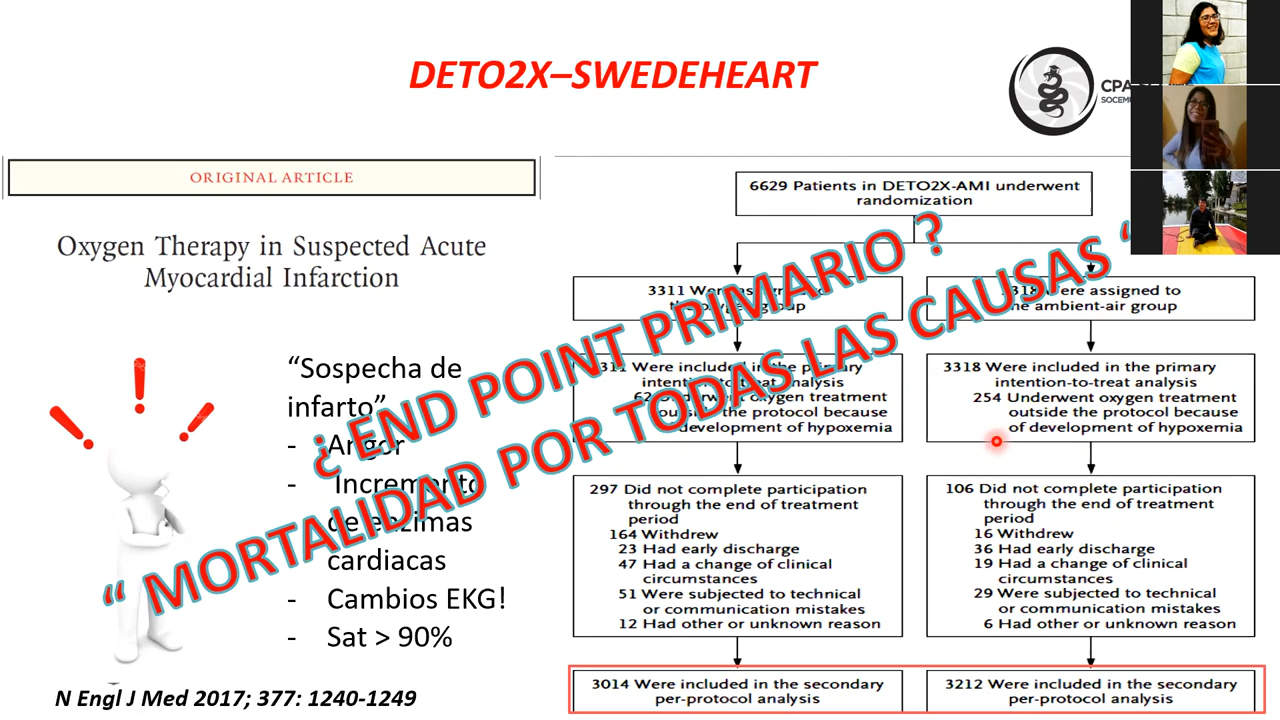 DETO2X–SWEDEHEART
ORIGINAL ARTICLE
Oxygen Therapy in Suspected Acute
Myocardial Infarction
“Sospecha de
infarto”
- Angor
- Incremento
de enzimas
cardiacas
- Cambios EKG!
- Sat > 90%
N Engl J Med 2017; 377: 1240-1249
¿ END POINT PRIMARIO ?
“ MORTALIDAD POR TODAS LAS CAUSAS “
6629 Patients in DETO2X-AMI underwent
randomization
3311 Were assigned to
the oxygen group
3318 Were assigned to
the ambient-air group
3311 Were included in the primary
intention-to-treat analysis
62 Underwent oxygen treatment
outside the protocol because
of development of hypoxemia
3318 Were included in the primary
intention-to-treat analysis
254 Underwent oxygen treatment
outside the protocol because
of development of hypoxemia
297 Did not complete participation
through the end of treatment
period
164 Withdrew
23 Had early discharge
47 Had a change of clinical
circumstances
51 Were subjected to technical
or communication mistakes
12 Had other or unknown reason
106 Did not complete participation
through the end of treatment
period
16 Withdrew
36 Had early discharge
19 Had a change of clinical
circumstances
29 Were subjected to technical
or communication mistakes
6 Had other or unknown reason
3014 Were included in the secondary
per-protocol analysis
3212 Were included in the secondary
per-protocol analysis